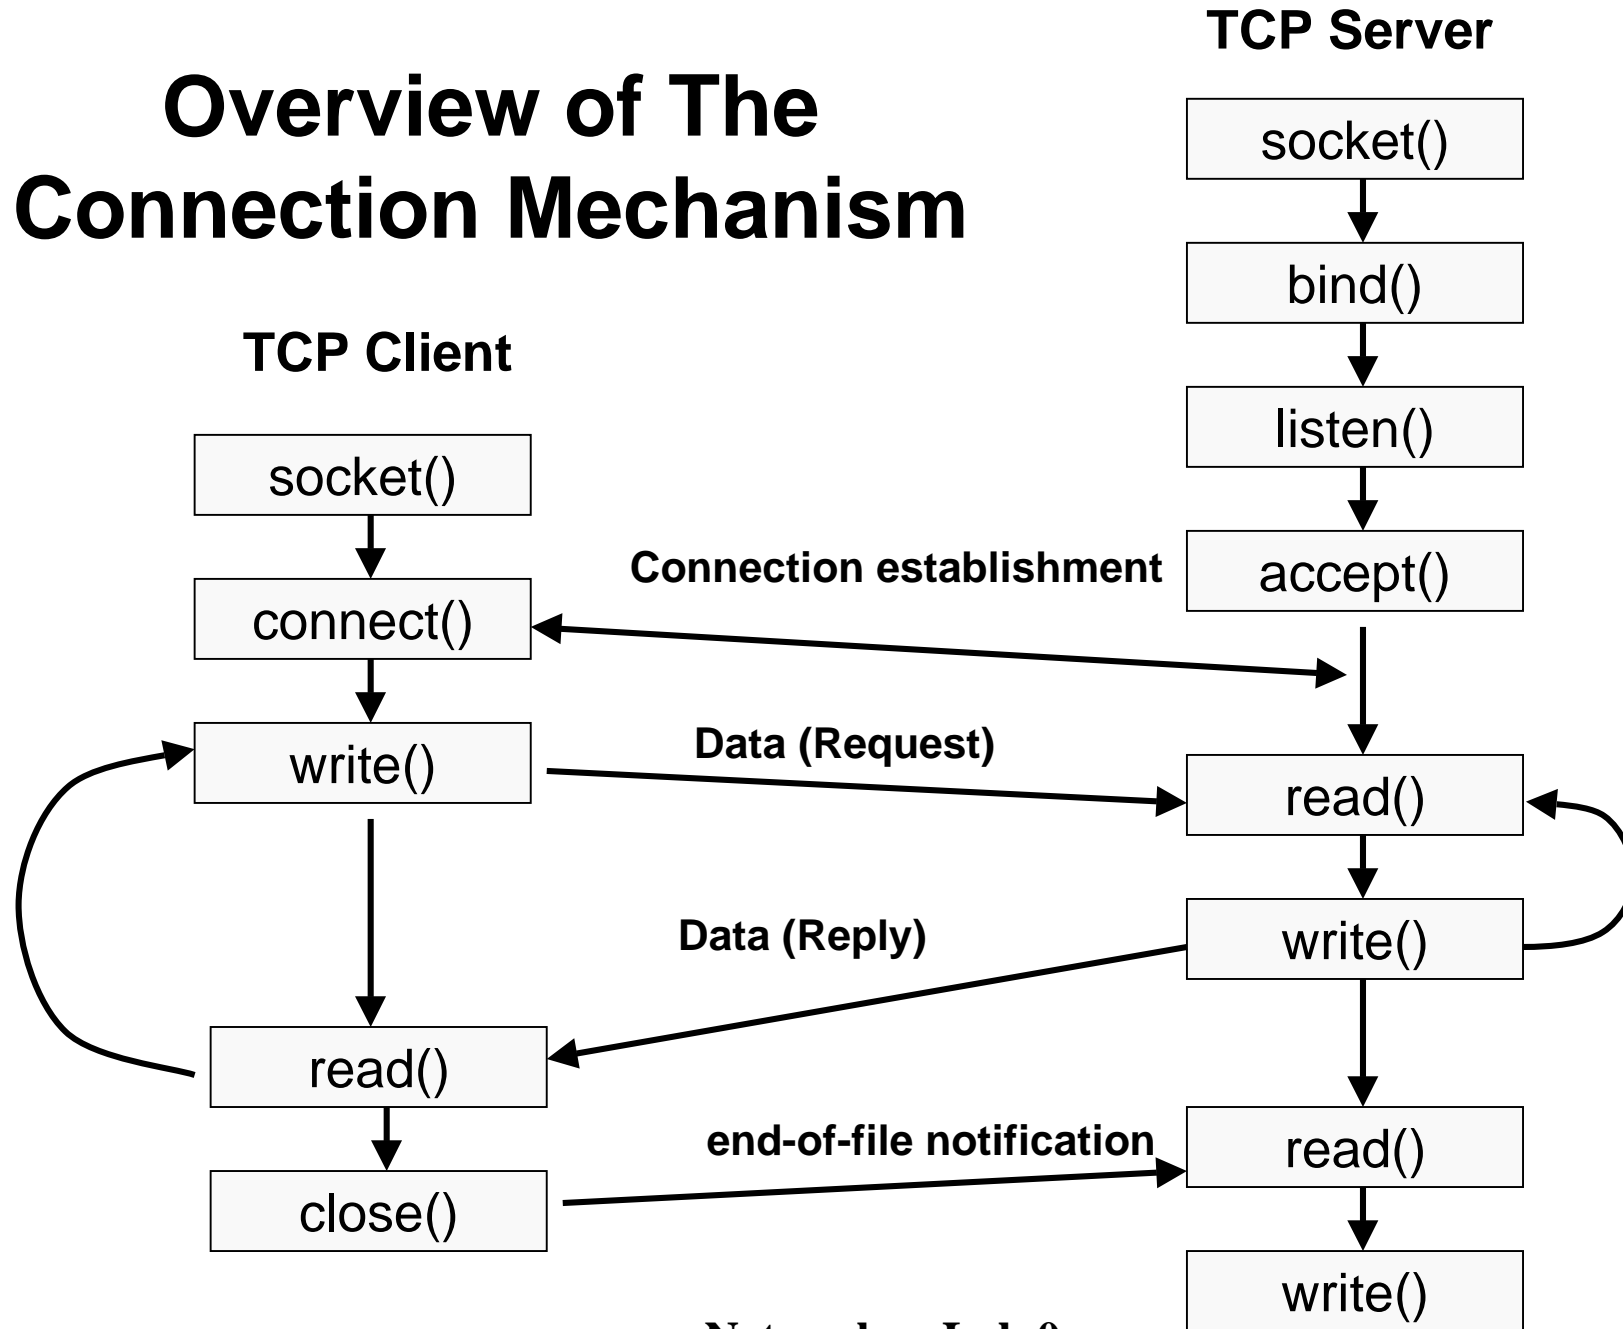 TCP Server
Overview of The
Connection Mechanism
socket()
bind()
listen()
accept()
TCP Client
socket()
connect()
write()
read()
close()
Connection establishment
Data (Request)
Data (Reply)
end-of-file notification
read()
write()
read()
write()